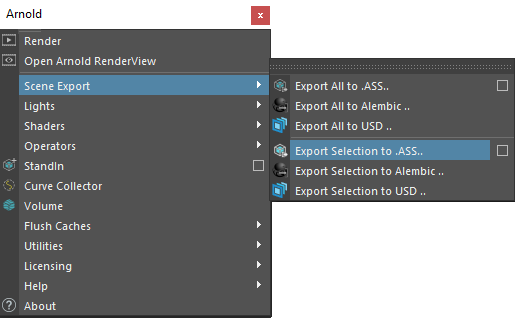 Arnold
Render
Open Arnold RenderView
Scene Export
Lights
Shaders
Operators
StandIn
Curve Collector
Volume
Flush Caches
Utilities
Licensing
Help
About
Export All to .ASS..
Export All to Alembic ..
Export All to USD ..
Export Selection to .ASS..
Export Selection to Alembic ..
Export Selection to USD ..